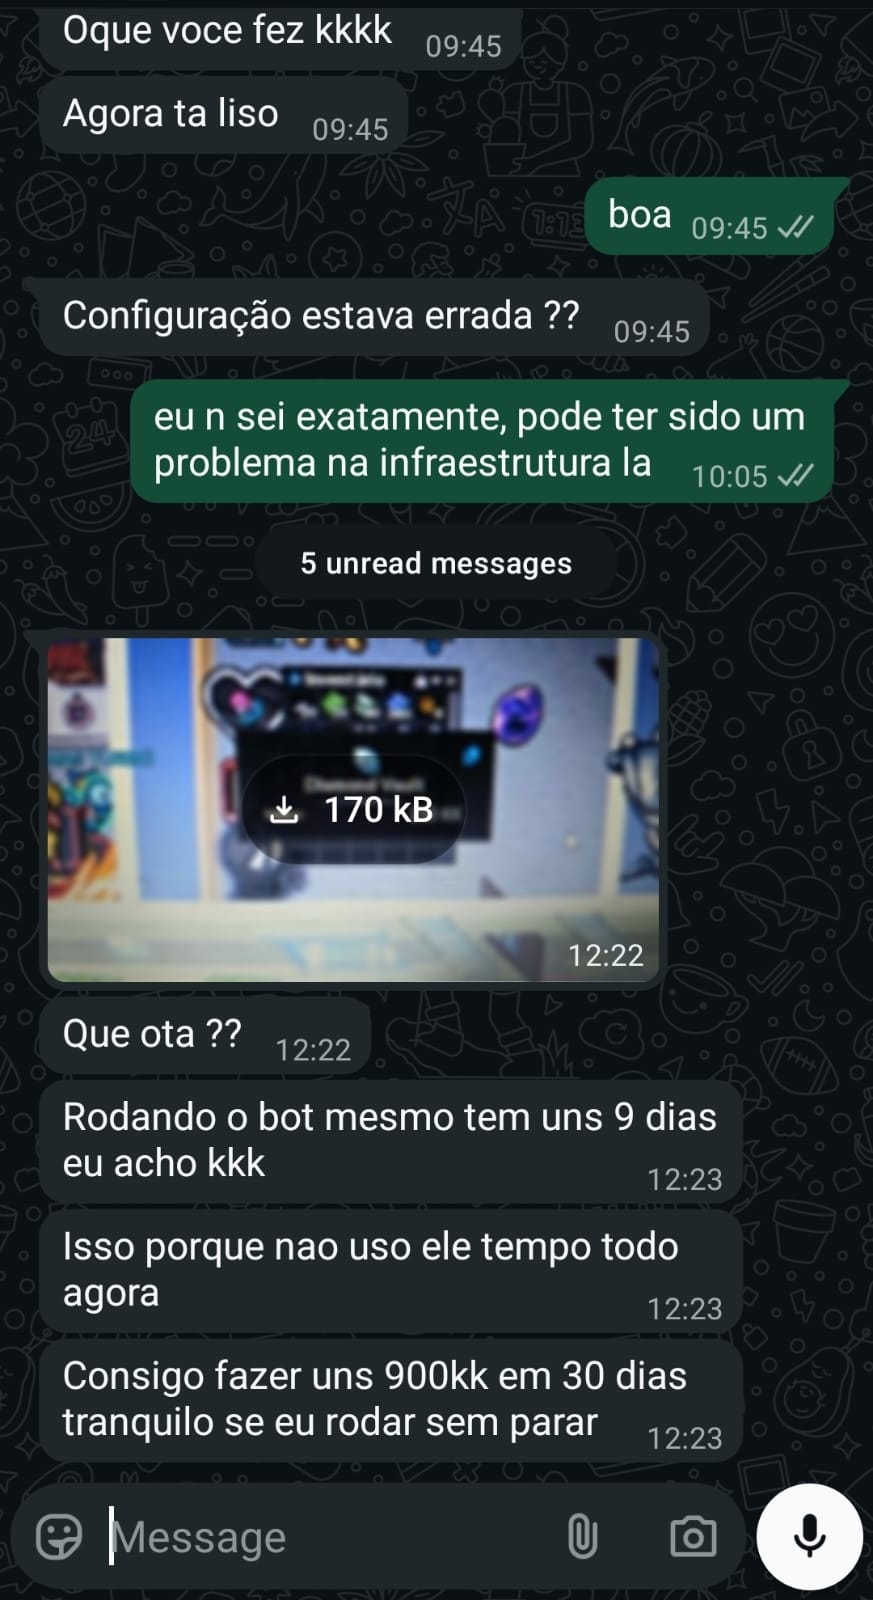 Oque voce fez kkkk 09:45
Agora ta liso 09:45
boa 09:45
Configuração estava errada ?? 09:45
eu n sei exatamente, pode ter sido um
problema na infraestrutura la 10:05
5 unread messages
170 kB
12:22
Que ota ?? 12:22
Rodando o bot mesmo tem uns 9 dias
eu acho kkk 12:23
Isso porque nao uso ele tempo todo
agora 12:23
Consigo fazer uns 900kk em 30 dias
tranquilo se eu rodar sem parar 12:23
Message